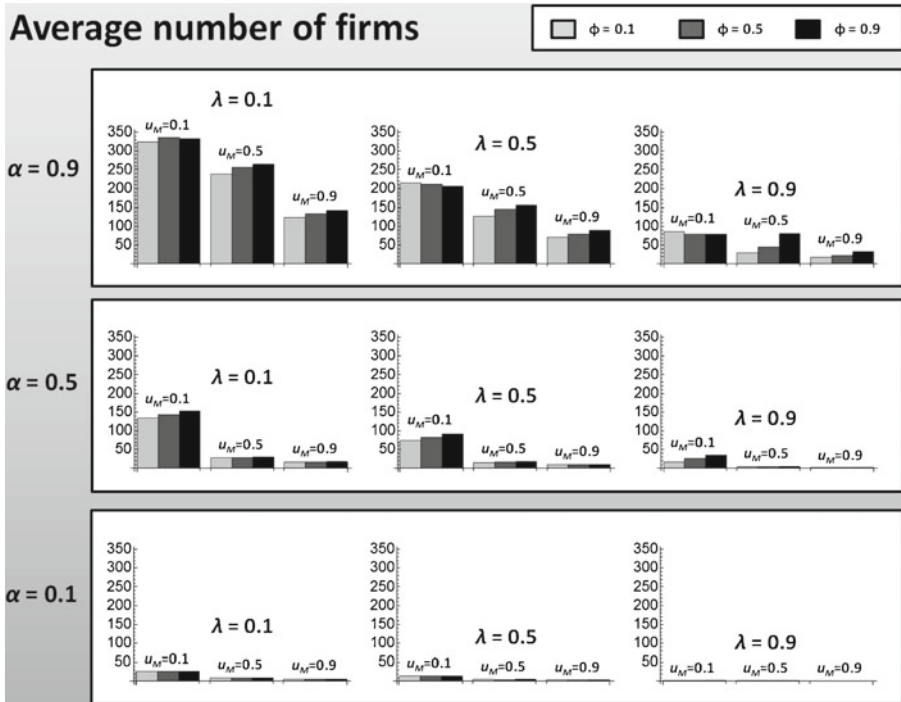 Average number of firms
ϕ = 0.1 ϕ = 0.5 ϕ = 0.9
α = 0.9
λ = 0.1
350
300
250
200
150
100
50
u_M=0.1
u_M=0.5
u_M=0.9
λ = 0.5
350
300
250
200
150
100
50
u_M=0.1
u_M=0.5
u_M=0.9
λ = 0.9
350
300
250
200
150
100
50
u_M=0.1
u_M=0.5
u_M=0.9
α = 0.5
λ = 0.1
350
300
250
200
150
100
50
u_M=0.1
u_M=0.5
u_M=0.9
λ = 0.5
350
300
250
200
150
100
50
u_M=0.1
u_M=0.5
u_M=0.9
λ = 0.9
350
300
250
200
150
100
50
u_M=0.1
u_M=0.5
u_M=0.9
α = 0.1
λ = 0.1
350
300
250
200
150
100
50
u_M=0.1
u_M=0.5
u_M=0.9
λ = 0.5
350
300
250
200
150
100
50
u_M=0.1
u_M=0.5
u_M=0.9
λ = 0.9
350
300
250
200
150
100
50
u_M=0.1
u_M=0.5
u_M=0.9